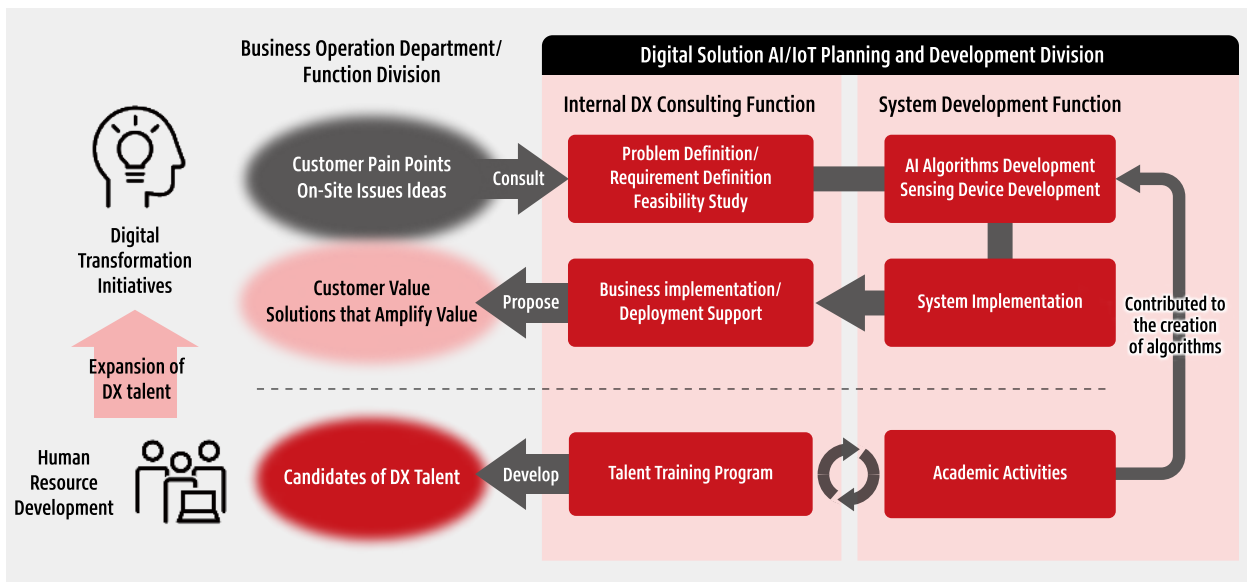 Business Operation Department/
Function Division
Digital Solution AI/IoT Planning and Development Division
Internal DX Consulting Function
System Development Function
Digital
Transformation
Initiatives
Customer Pain Points
On-Site Issues Ideas
Consult
Problem Definition/
Requirement Definition
Feasibility Study
AI Algorithms Development
Sensing Device Development
Customer Value
Solutions that Amplify Value
Propose
Business implementation/
Deployment Support
System Implementation
Contributed to
the creation
of algorithms
Expansion of
DX talent
Human
Resource
Development
Candidates of DX Talent
Develop
Talent Training Program
Academic Activities